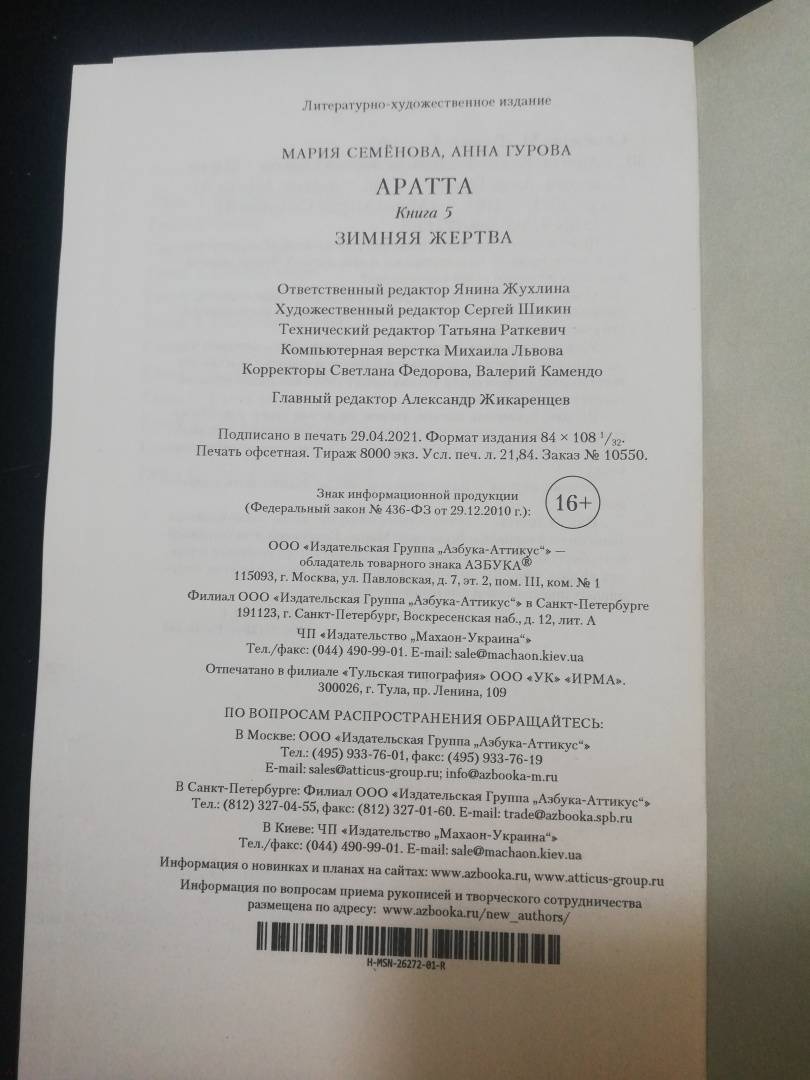 Литературно-художественное издание
МАРИЯ СЕМЁНОВА, АННА ГУРОВА
АРАТТА
Книга 5
ЗИМНЯЯ ЖЕРТВА
Ответственный редактор Янина Жухлина
Художественный редактор Сергей Шикин
Технический редактор Татьяна Раткевич
Компьютерная верстка Михаила Львова
Корректоры Светлана Федорова, Валерий Камендо
Главный редактор Александр Жикаренцев
Подписано в печать 29.04.2021. Формат издания 84 × 108 1/32.
Печать офсетная. Тираж 8000 экз. Усл. печ. л. 21,84. Заказ № 10550.
Знак информационной продукции
(Федеральный закон № 436-ФЗ от 29.12.2010 г.):
16+
ООО «Издательская Группа „Азбука-Аттикус“» —
обладатель товарного знака АЗБУКА®
115093, г. Москва, ул. Павловская, д. 7, эт. 2, пом. III, ком. № 1
Филиал ООО «Издательская Группа „Азбука-Аттикус“» в Санкт-Петербурге
191123, г. Санкт-Петербург, Воскресенская наб., д. 12, лит. А
ЧП «Издательство „Махаон-Украина“»
Тел./факс: (044) 490-99-01. E-mail: sale@machaon.kiev.ua
Отпечатано в филиале «Тульская типография» ООО «УК» «ИРМА».
300026, г. Тула, пр. Ленина, 109
ПО ВОПРОСАМ РАСПРОСТРАНЕНИЯ ОБРАЩАЙТЕСЬ:
В Москве: ООО «Издательская Группа „Азбука-Аттикус“»
Тел.: (495) 933-76-01, факс: (495) 933-76-19
E-mail: sales@atticus-group.ru; info@azbooka-m.ru
В Санкт-Петербурге: Филиал ООО «Издательская Группа „Азбука-Аттикус“»
Тел.: (812) 327-04-55, факс: (812) 327-01-60. E-mail: trade@azbooka.spb.ru
В Киеве: ЧП «Издательство „Махаон-Украина“»
Тел./факс: (044) 490-99-01. E-mail: sale@machaon.kiev.ua
Информация о новинках и планах на сайтах: www.azbooka.ru, www.atticus-group.ru
Информация по вопросам приема рукописей и творческого сотрудничества
размещена по адресу: www.azbooka.ru/new_authors/
H-MSN-26272-01-R